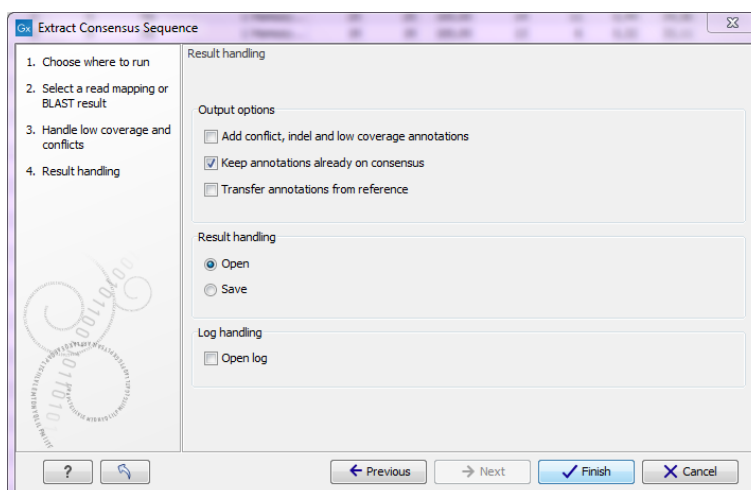 Gx Extract Consensus Sequence
1. Choose where to run
2. Select a read mapping or
BLAST result
3. Handle low coverage and
conflicts
4. Result handling
Result handling
Output options
Add conflict, indel and low coverage annotations
Keep annotations already on consensus
Transfer annotations from reference
Result handling
Open
Save
Log handling
Open log
? Previous Next Finish Cancel